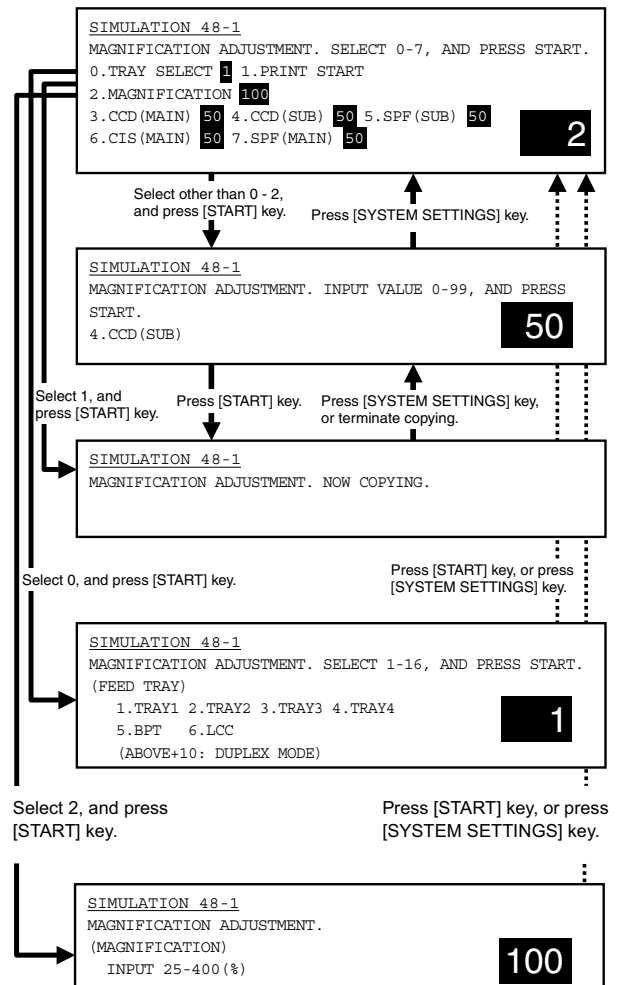 SIMULATION 48-1
MAGNIFICATION ADJUSTMENT. SELECT 0-7, AND PRESS START.
0.TRAY SELECT 1 1.PRINT START
2.MAGNIFICATION 100
3.CCD(MAIN) 50 4.CCD(SUB) 50 5.SPF(SUB) 50
6.CIS(MAIN) 50 7.SPF(MAIN) 50
2
Select other than 0 - 2,
and press [START] key.
Press [SYSTEM SETTINGS] key.
SIMULATION 48-1
MAGNIFICATION ADJUSTMENT. INPUT VALUE 0-99, AND PRESS
START.
4.CCD(SUB)
50
Select 1, and
press [START] key.
Press [START] key.
Press [SYSTEM SETTINGS] key,
or terminate copying.
SIMULATION 48-1
MAGNIFICATION ADJUSTMENT. NOW COPYING.
Select 0, and press [START] key.
Press [START] key, or press
[SYSTEM SETTINGS] key.
SIMULATION 48-1
MAGNIFICATION ADJUSTMENT. SELECT 1-16, AND PRESS START.
(FEED TRAY)
1.TRAY1 2.TRAY2 3.TRAY3 4.TRAY4
5.BPT 6.LCC
(ABOVE+10: DUPLEX MODE)
1
Select 2, and press
[START] key.
Press [START] key, or press
[SYSTEM SETTINGS] key.
SIMULATION 48-1
MAGNIFICATION ADJUSTMENT.
(MAGNIFICATION)
INPUT 25-400(%)
100